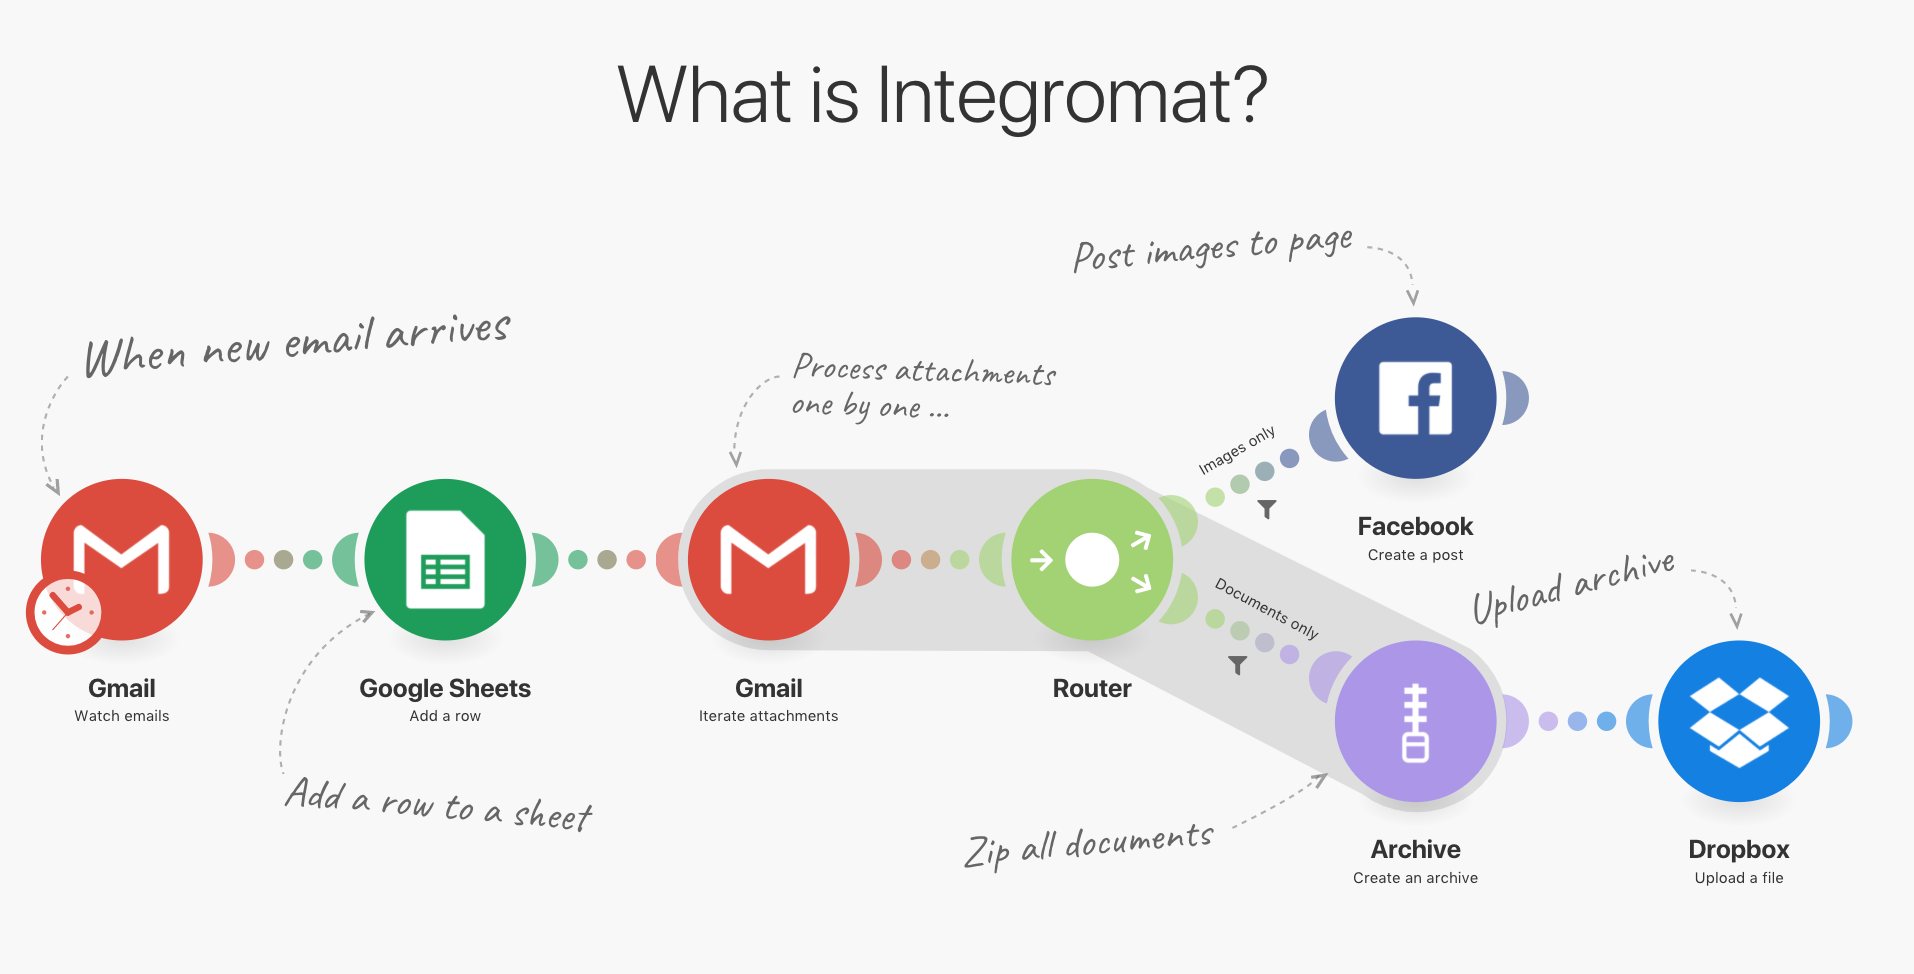 What is Integromat?
Post images to page
When new email arrives
Process attachments
one by one ...
Images only
Facebook
Create a post
Upload archive
Documents only
Gmail
Watch emails
Google Sheets
Add a row
Gmail
Iterate attachments
Router
Add a row to a sheet
Zip all documents
Archive
Create an archive
Dropbox
Upload a file